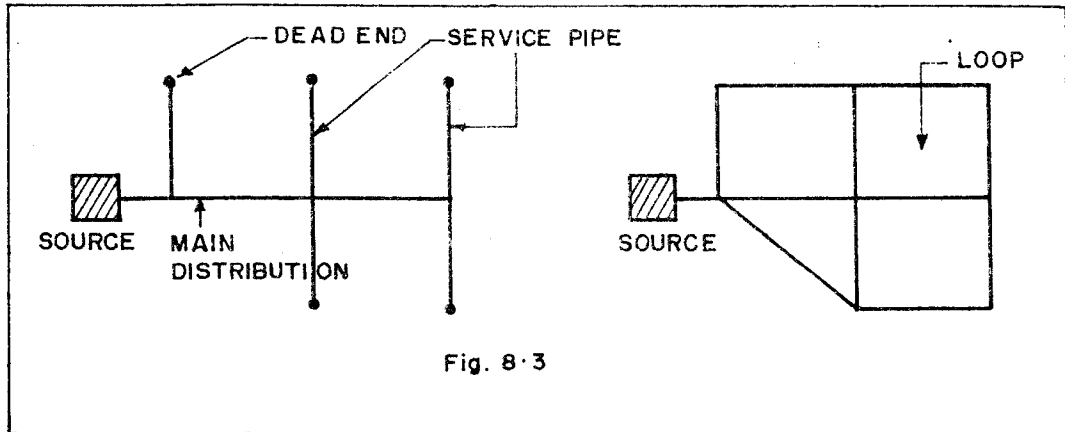 DEAD END
SERVICE PIPE
LOOP
SOURCE
MAIN
DISTRIBUTION
SOURCE
Fig. 8·3